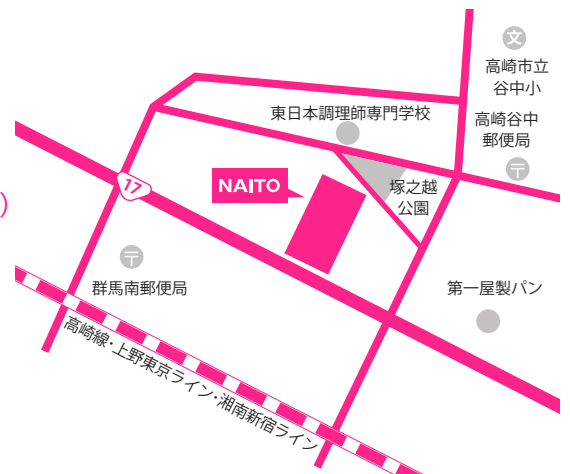 文
高崎市立
谷中小
東日本調理師専門学校
高崎谷中
郵便局
〒
17
NAITO
塚之越
公園
)
〒
群馬南郵便局
第一屋製パン
高崎線・上野東京ライン・湘南新宿ライン